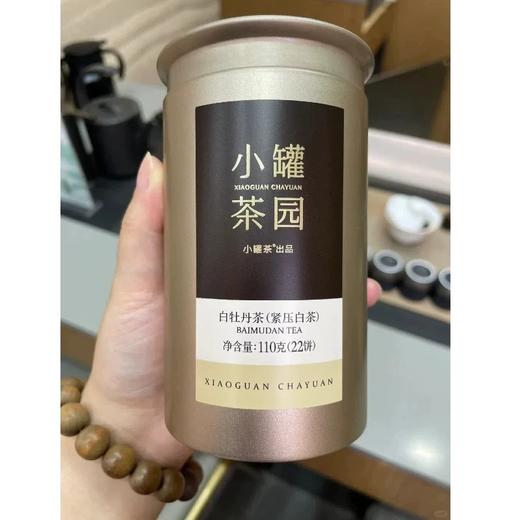 小罐
XIAOGUAN CHAYUAN
茶园
小罐茶®出品
白牡丹茶(紧压白茶)
BAIMUDAN TEA
净含量:110克(22饼)
XIAOGUAN CHAYUAN